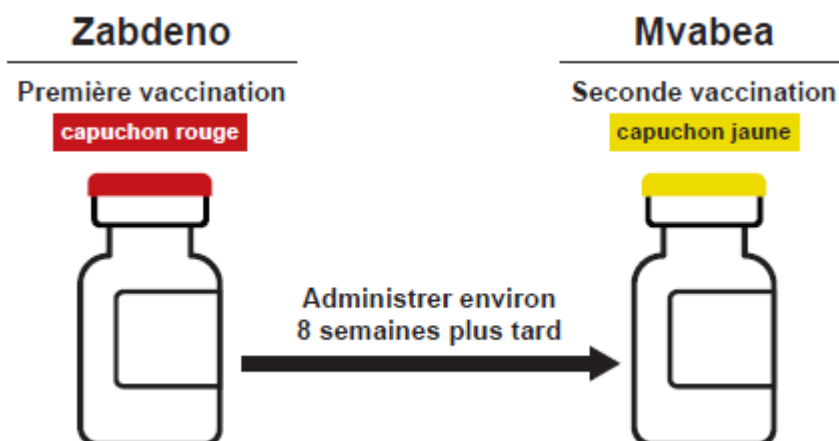 Zabdeno
Première vaccination
capuchon rouge
Mvabea
Seconde vaccination
capuchon jaune
Administrer environ
8 semaines plus tard